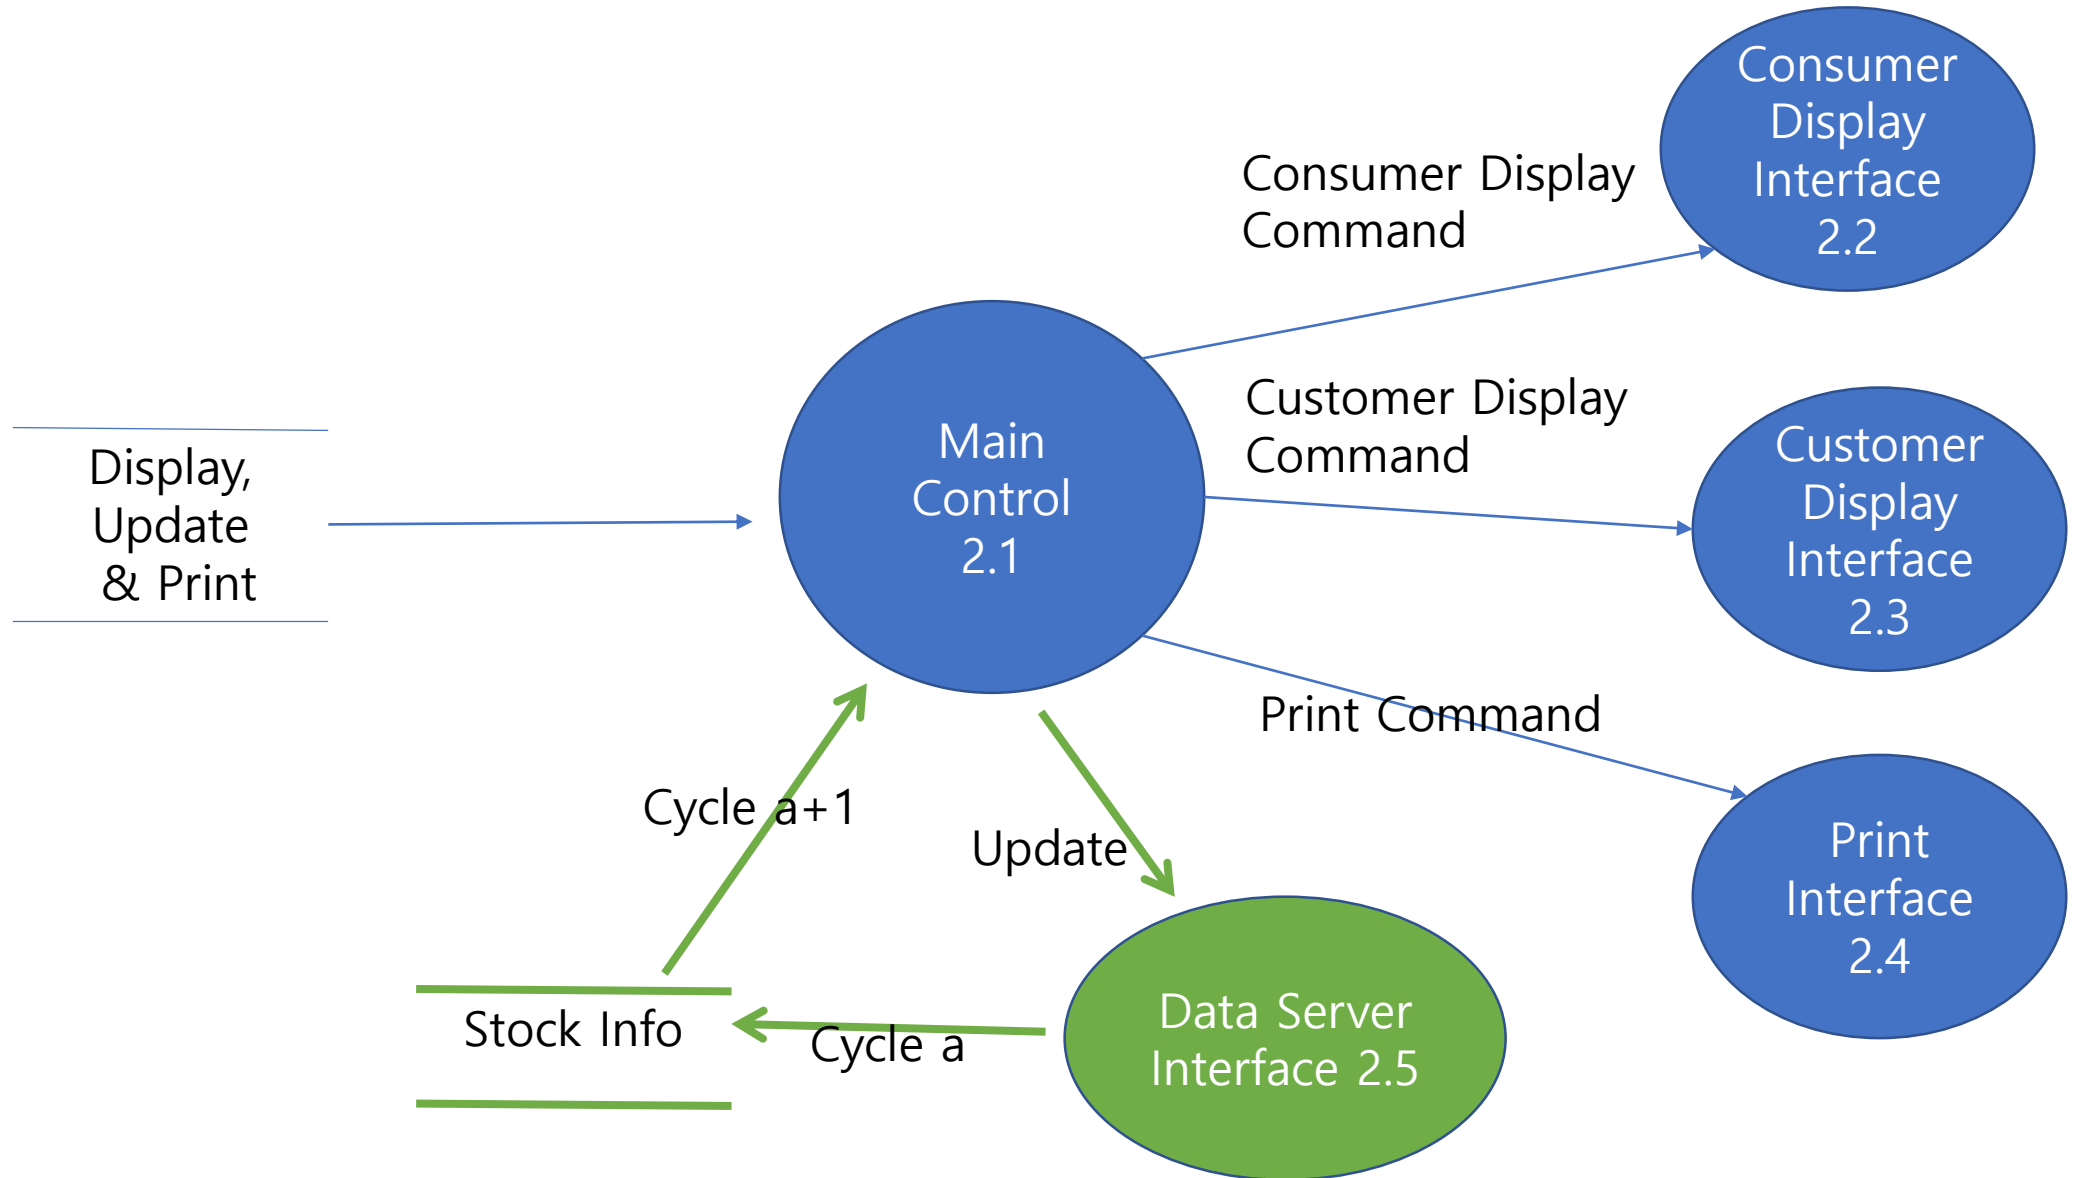 Consumer
Display
Interface
2.2
Consumer Display
Command
Customer Display
Command
Main
Control
2.1
Display,
Update
& Print
Customer
Display
Interface
2.3
Print Command
Cycle a+1
Update
Print
Interface
2.4
Stock Info
Cycle a
Data Server
Interface 2.5